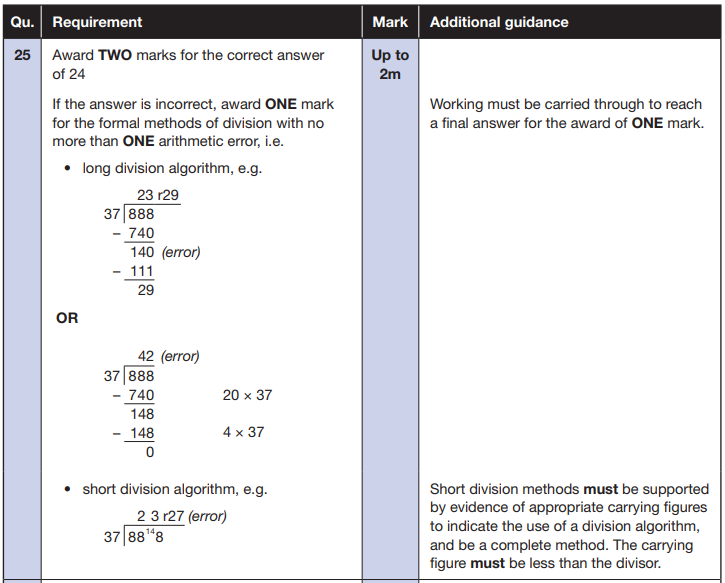 Qu. Requirement Mark Additional guidance
25 Award TWO marks for the correct answer Up to
of 24 2m
If the answer is incorrect, award ONE mark Working must be carried through to reach
for the formal methods of division with no a final answer for the award of ONE mark.
more than ONE arithmetic error, i.e.
• long division algorithm, e.g.
23 r29
37 888
– 740
140 (error)
– 111
29
OR
42 (error)
37 888
– 740 20 × 37
148
– 148 4 × 37
0
• short division algorithm, e.g. Short division methods must be supported
by evidence of appropriate carrying figures
2 3 r27 (error) to indicate the use of a division algorithm,
37 88¹⁴8 and be a complete method. The carrying
figure must be less than the divisor.